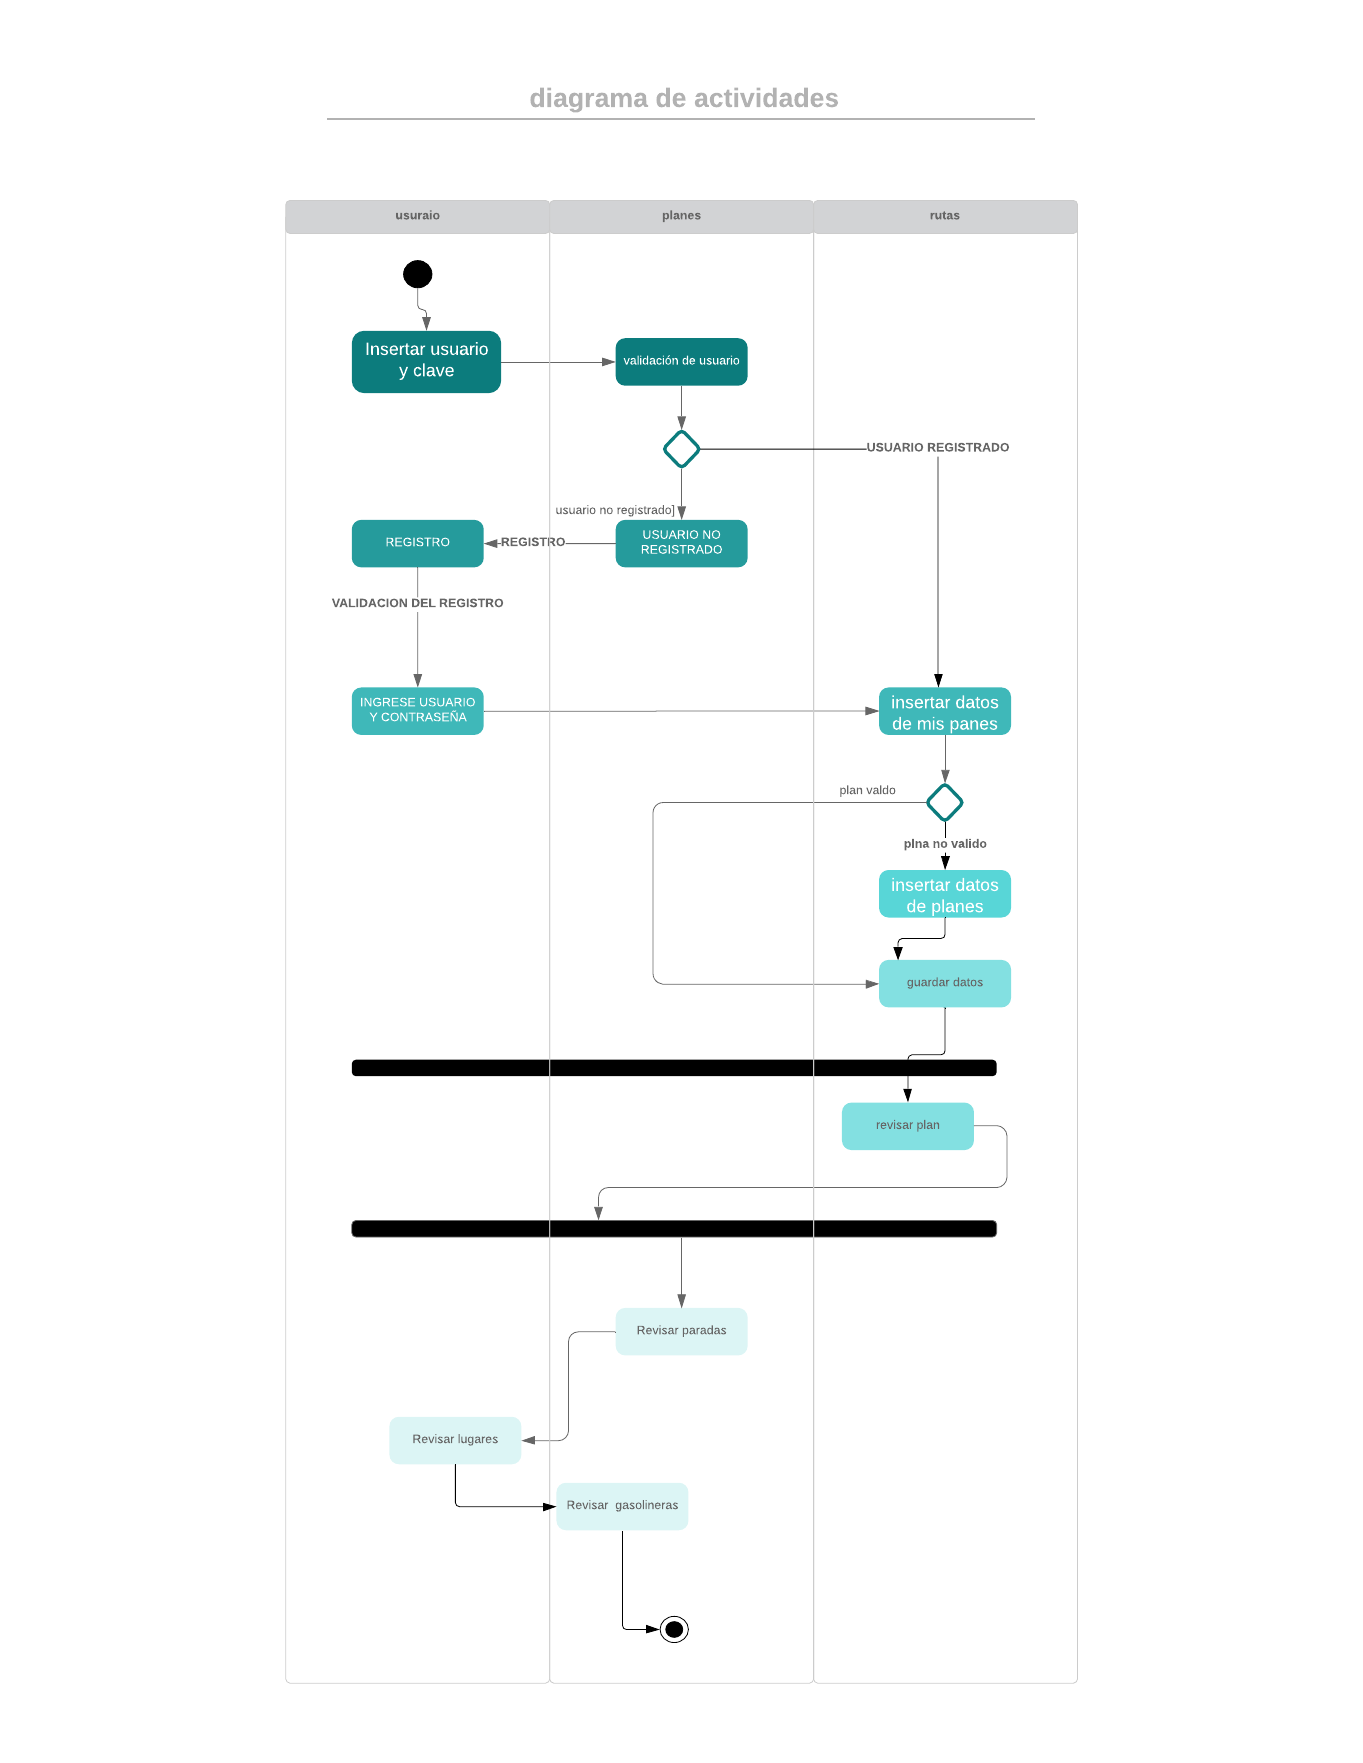 diagrama de actividades
usuraio
planes
rutas
Insertar usuario
y clave
validación de usuario
USUARIO REGISTRADO
usuario no registrado]
REGISTRO
REGISTRO
USUARIO NO
REGISTRADO
VALIDACION DEL REGISTRO
INGRESE USUARIO
Y CONTRASEÑA
insertar datos
de mis panes
plan valdo
plna no valido
insertar datos
de planes
guardar datos
revisar plan
Revisar paradas
Revisar lugares
Revisar  gasolineras